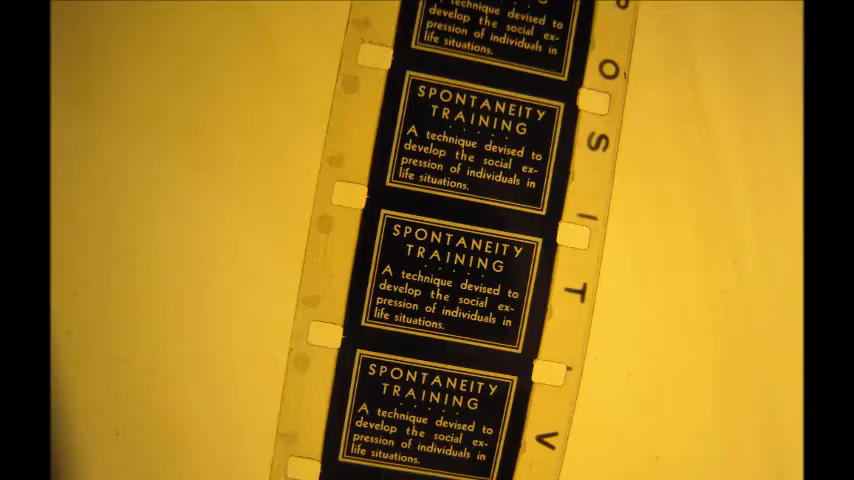 technique devised to
develop the social ex-
pression of individuals in
life situations.
SPONTANEITY
TRAINING
A technique devised to
develop the social ex-
pression of individuals in
life situations.
SPONTANEITY
TRAINING
A technique devised to
develop the social ex-
pression of individuals in
life situations.
SPONTANEITY
TRAINING
A technique devised to
develop the social ex-
pression of individuals in
life situations.
O
S
I
T
I
V